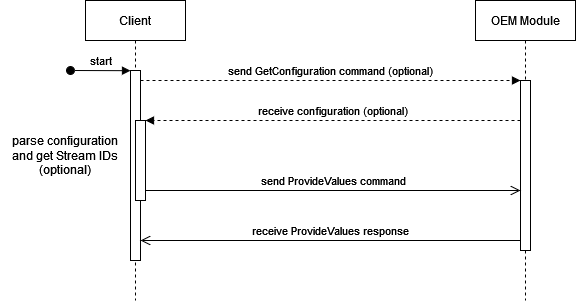 Client
OEM Module
start
send GetConfiguration command (optional)
receive configuration (optional)
parse configuration
and get Stream IDs
(optional)
send ProvideValues command
receive ProvideValues response